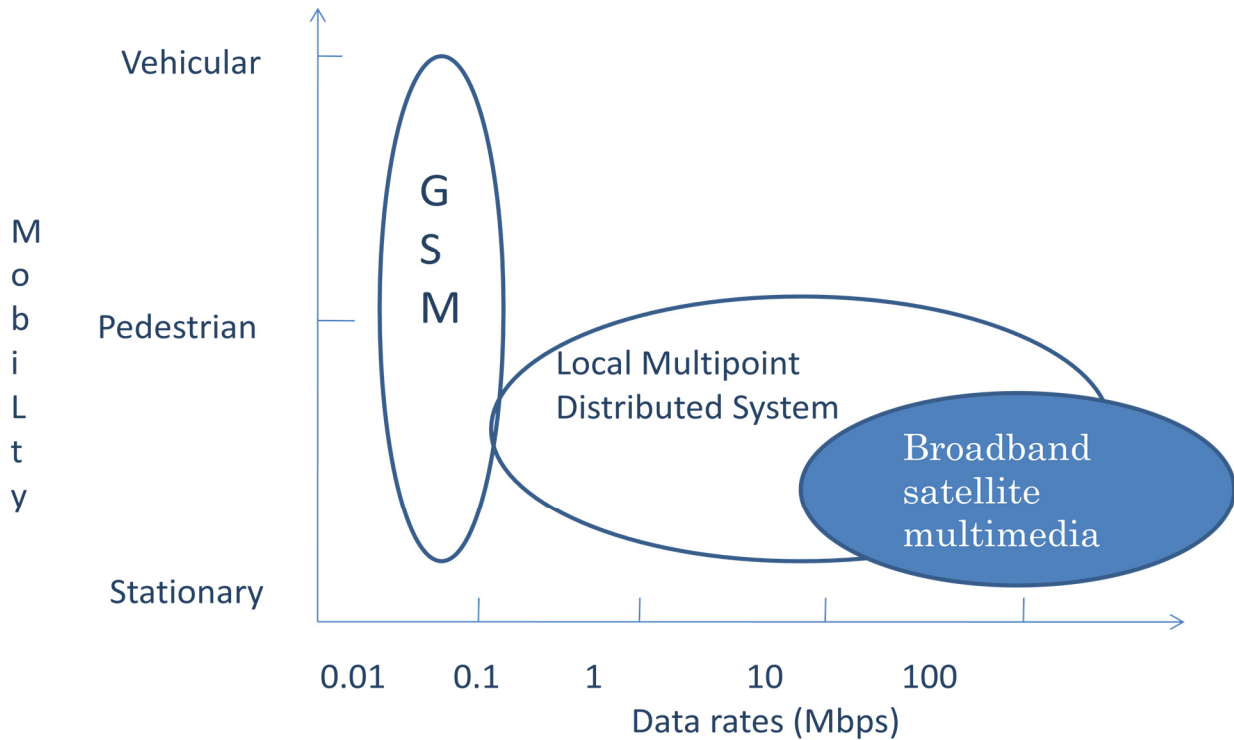 Vehicular
G
S
M
M
o
b
i
L
t
y
Pedestrian
Local Multipoint
Distributed System
Broadband
satellite
multimedia
Stationary
0.01 0.1 1 10 100
Data rates (Mbps)